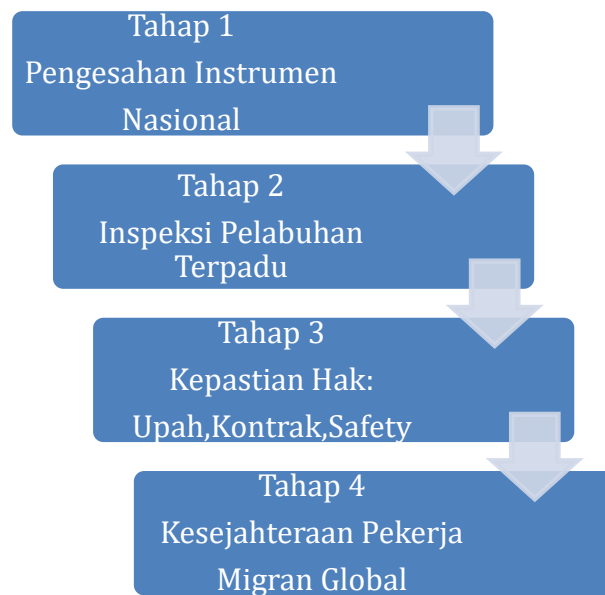 Tahap 1
Pengesahan Instrumen
Nasional
Tahap 2
Inspeksi Pelabuhan
Terpadu
Tahap 3
Kepastian Hak:
Upah,Kontrak,Safety
Tahap 4
Kesejahteraan Pekerja
Migran Global